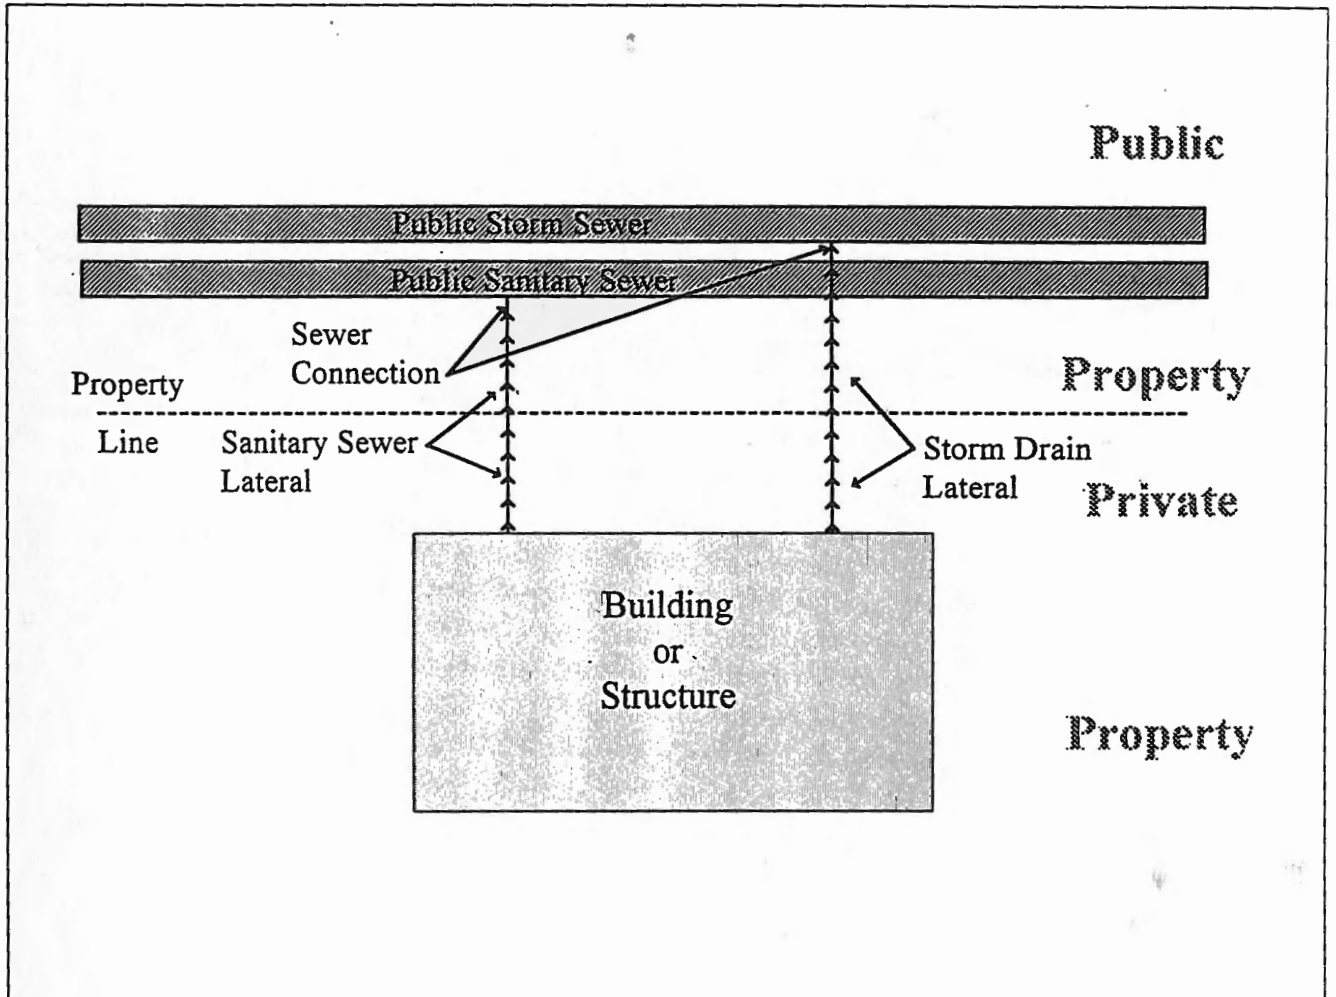 Public
Public Storm Sewer
Public Sanitary Sewer
Sewer
Connection
Property
Property
Line
Sanitary Sewer
Lateral
Storm Drain
Lateral
Private
Building
or
Structure
Property